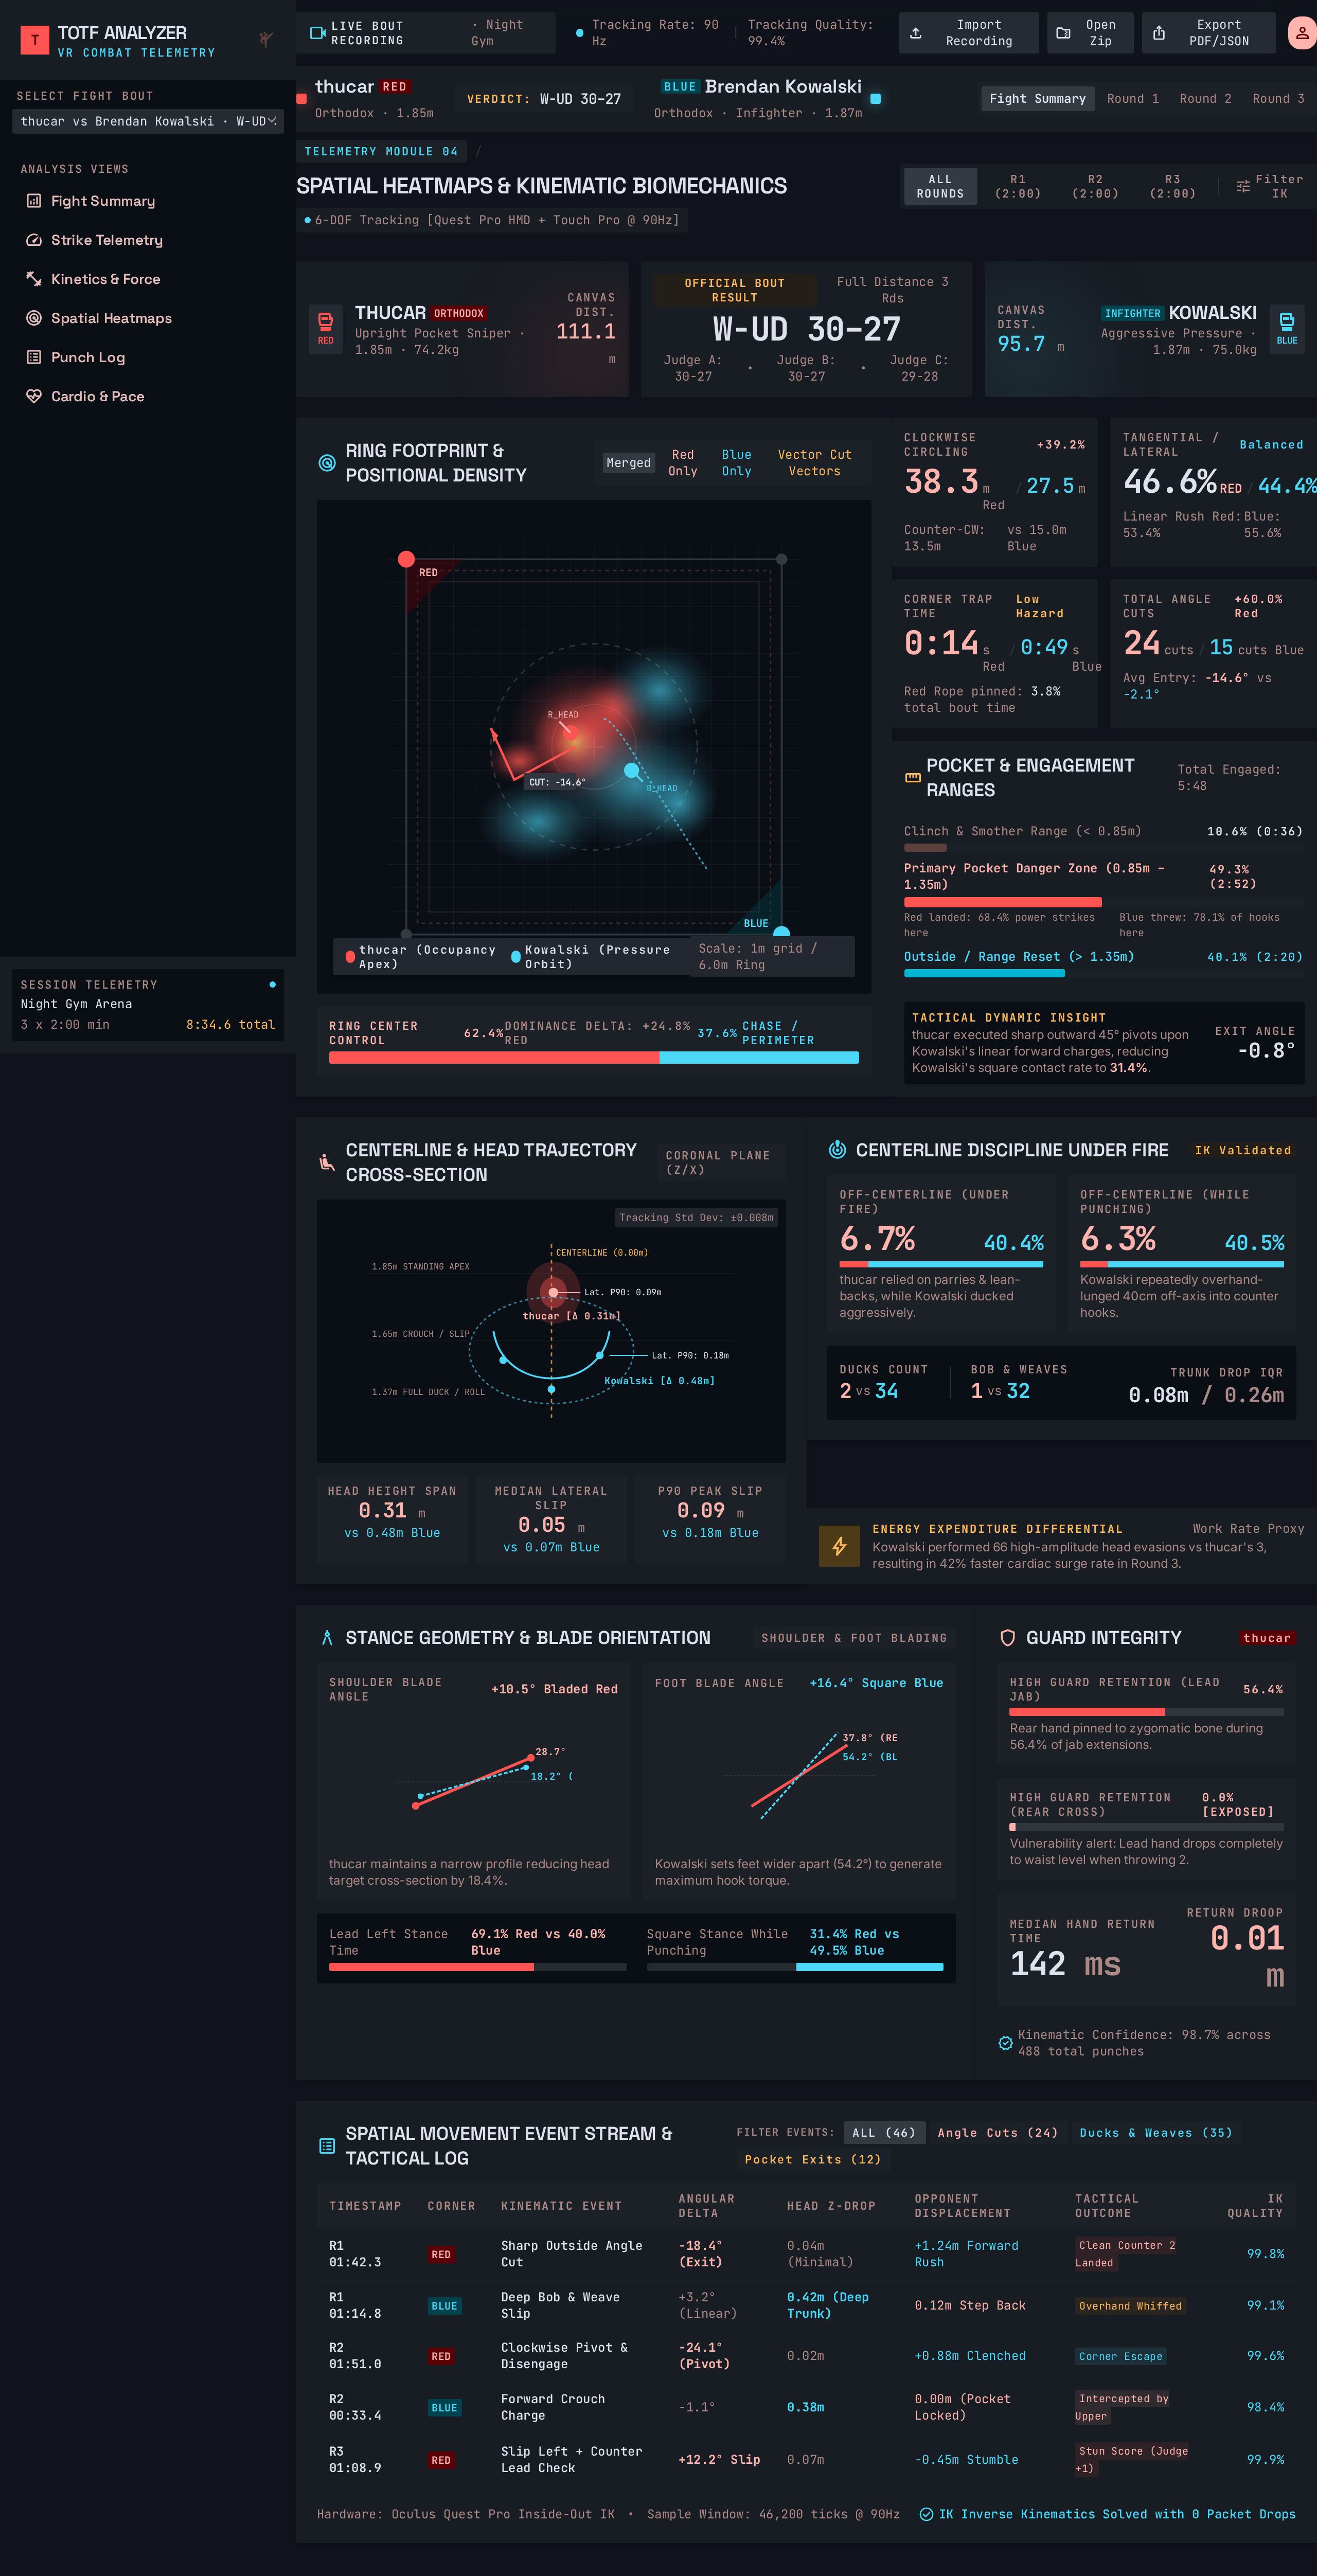 TOTF ANALYZER
VR COMBAT TELEMETRY
SELECT FIGHT BOUT
thucar vs Brendan Kowalski · W-UD
ANALYSIS VIEWS
Fight Summary
Strike Telemetry
Kinetics & Force
Spatial Heatmaps
Punch Log
Cardio & Pace
SESSION TELEMETRY
Night Gym Arena
3 x 2:00 min 8:34.6 total
LIVE BOUT
RECORDING
· Night
Gym
Tracking Rate: 90
Hz
Tracking Quality:
99.4%
Import
Recording
Open
Zip
Export
PDF/JSON
thucar RED
Orthodox · 1.85m
VERDICT: W-UD 30–27
BLUE Brendan Kowalski
Orthodox · Infighter · 1.87m
Fight Summary Round 1 Round 2 Round 3
TELEMETRY MODULE 04 /
SPATIAL HEATMAPS & KINEMATIC BIOMECHANICS
6-DOF Tracking [Quest Pro HMD + Touch Pro @ 90Hz]
ALL
ROUNDS
R1
(2:00)
R2
(2:00)
R3
(2:00)
Filter
IK
RED
THUCAR ORTHODOX
Upright Pocket Sniper ·
1.85m · 74.2kg
CANVAS
DIST.
111.1
m
OFFICIAL BOUT
RESULT
Full Distance 3
Rds
W-UD 30–27
Judge A:
30-27
•
Judge B:
30-27
•
Judge C:
29-28
CANVAS
DIST.
95.7 m
INFIGHTER KOWALSKI
Aggressive Pressure ·
1.87m · 75.0kg
BLUE
RING FOOTPRINT &
POSITIONAL DENSITY
Merged
Red
Only
Blue
Only
Vector Cut
Vectors
RED
R_HEAD
CUT: -14.6°
B_HEAD
BLUE
thucar (Occupancy
Apex)
Kowalski (Pressure
Orbit)
Scale: 1m grid /
6.0m Ring
RING CENTER
CONTROL
62.4%
DOMINANCE DELTA: +24.8%
RED
37.6%
CHASE /
PERIMETER
CLOCKWISE
CIRCLING
+39.2%
38.3 m
Red
/ 27.5 m
Counter-CW:
13.5m
vs 15.0m
Blue
TANGENTIAL /
LATERAL
Balanced
46.6% RED / 44.4%
Linear Rush Red:
53.4%
Blue:
55.6%
CORNER TRAP
TIME
Low
Hazard
0:14 s
Red
/ 0:49 s
Blue
Red Rope pinned: 3.8%
total bout time
TOTAL ANGLE
CUTS
+60.0%
Red
24 cuts / 15 cuts Blue
Avg Entry: -14.6° vs
-2.1°
POCKET & ENGAGEMENT
RANGES
Total Engaged:
5:48
Clinch & Smother Range (< 0.85m) 10.6% (0:36)
Primary Pocket Danger Zone (0.85m –
1.35m)
49.3%
(2:52)
Red landed: 68.4% power strikes
here
Blue threw: 78.1% of hooks
here
Outside / Range Reset (> 1.35m) 40.1% (2:20)
TACTICAL DYNAMIC INSIGHT
thucar executed sharp outward 45° pivots upon
Kowalski's linear forward charges, reducing
Kowalski's square contact rate to 31.4%.
EXIT ANGLE
-0.8°
CENTERLINE & HEAD TRAJECTORY
CROSS-SECTION
CORONAL PLANE
(Z/X)
Tracking Std Dev: ±0.008m
CENTERLINE (0.00m)
1.85m STANDING APEX
Lat. P90: 0.09m
thucar [Δ 0.31m]
1.65m CROUCH / SLIP
Lat. P90: 0.18m
Kowalski [Δ 0.48m]
1.37m FULL DUCK / ROLL
HEAD HEIGHT SPAN
0.31 m
vs 0.48m Blue
MEDIAN LATERAL
SLIP
0.05 m
vs 0.07m Blue
P90 PEAK SLIP
0.09 m
vs 0.18m Blue
CENTERLINE DISCIPLINE UNDER FIRE
IK Validated
OFF-CENTERLINE (UNDER
FIRE)
6.7% 40.4%
thucar relied on parries & lean-
backs, while Kowalski ducked
aggressively.
OFF-CENTERLINE (WHILE
PUNCHING)
6.3% 40.5%
Kowalski repeatedly overhand-
lunged 40cm off-axis into counter
hooks.
DUCKS COUNT
2 vs 34
BOB & WEAVES
1 vs 32
TRUNK DROP IQR
0.08m / 0.26m
ENERGY EXPENDITURE DIFFERENTIAL Work Rate Proxy
Kowalski performed 66 high-amplitude head evasions vs thucar's 3,
resulting in 42% faster cardiac surge rate in Round 3.
STANCE GEOMETRY & BLADE ORIENTATION
SHOULDER & FOOT BLADING
SHOULDER BLADE
ANGLE
+10.5° Bladed Red
28.7°
18.2° (
thucar maintains a narrow profile reducing head
target cross-section by 18.4%.
FOOT BLADE ANGLE +16.4° Square Blue
37.8° (RE
54.2° (BL
Kowalski sets feet wider apart (54.2°) to generate
maximum hook torque.
Lead Left Stance
Time
69.1% Red vs 40.0%
Blue
Square Stance While
Punching
31.4% Red vs
49.5% Blue
GUARD INTEGRITY thucar
HIGH GUARD RETENTION (LEAD
JAB)
56.4%
Rear hand pinned to zygomatic bone during
56.4% of jab extensions.
HIGH GUARD RETENTION
(REAR CROSS)
0.0%
[EXPOSED]
Vulnerability alert: Lead hand drops completely
to waist level when throwing 2.
MEDIAN HAND RETURN
TIME
142 ms
RETURN DROOP
0.01
m
Kinematic Confidence: 98.7% across
488 total punches
SPATIAL MOVEMENT EVENT STREAM &
TACTICAL LOG
FILTER EVENTS: ALL (46) Angle Cuts (24) Ducks & Weaves (35)
Pocket Exits (12)
TIMESTAMP CORNER KINEMATIC EVENT
ANGULAR
DELTA
HEAD Z-DROP
OPPONENT
DISPLACEMENT
TACTICAL
OUTCOME
IK
QUALITY
R1
01:42.3
RED
Sharp Outside Angle
Cut
-18.4°
(Exit)
0.04m
(Minimal)
+1.24m Forward
Rush
Clean Counter 2
Landed
99.8%
R1
01:14.8
BLUE
Deep Bob & Weave
Slip
+3.2°
(Linear)
0.42m (Deep
Trunk)
0.12m Step Back
Overhand Whiffed
99.1%
R2
01:51.0
RED
Clockwise Pivot &
Disengage
-24.1°
(Pivot)
0.02m
+0.88m Clenched
Corner Escape
99.6%
R2
00:33.4
BLUE
Forward Crouch
Charge
-1.1°
0.38m
0.00m (Pocket
Locked)
Intercepted by
Upper
98.4%
R3
01:08.9
RED
Slip Left + Counter
Lead Check
+12.2° Slip
0.07m
-0.45m Stumble
Stun Score (Judge
+1)
99.9%
Hardware: Oculus Quest Pro Inside-Out IK • Sample Window: 46,200 ticks @ 90Hz
IK Inverse Kinematics Solved with 0 Packet Drops